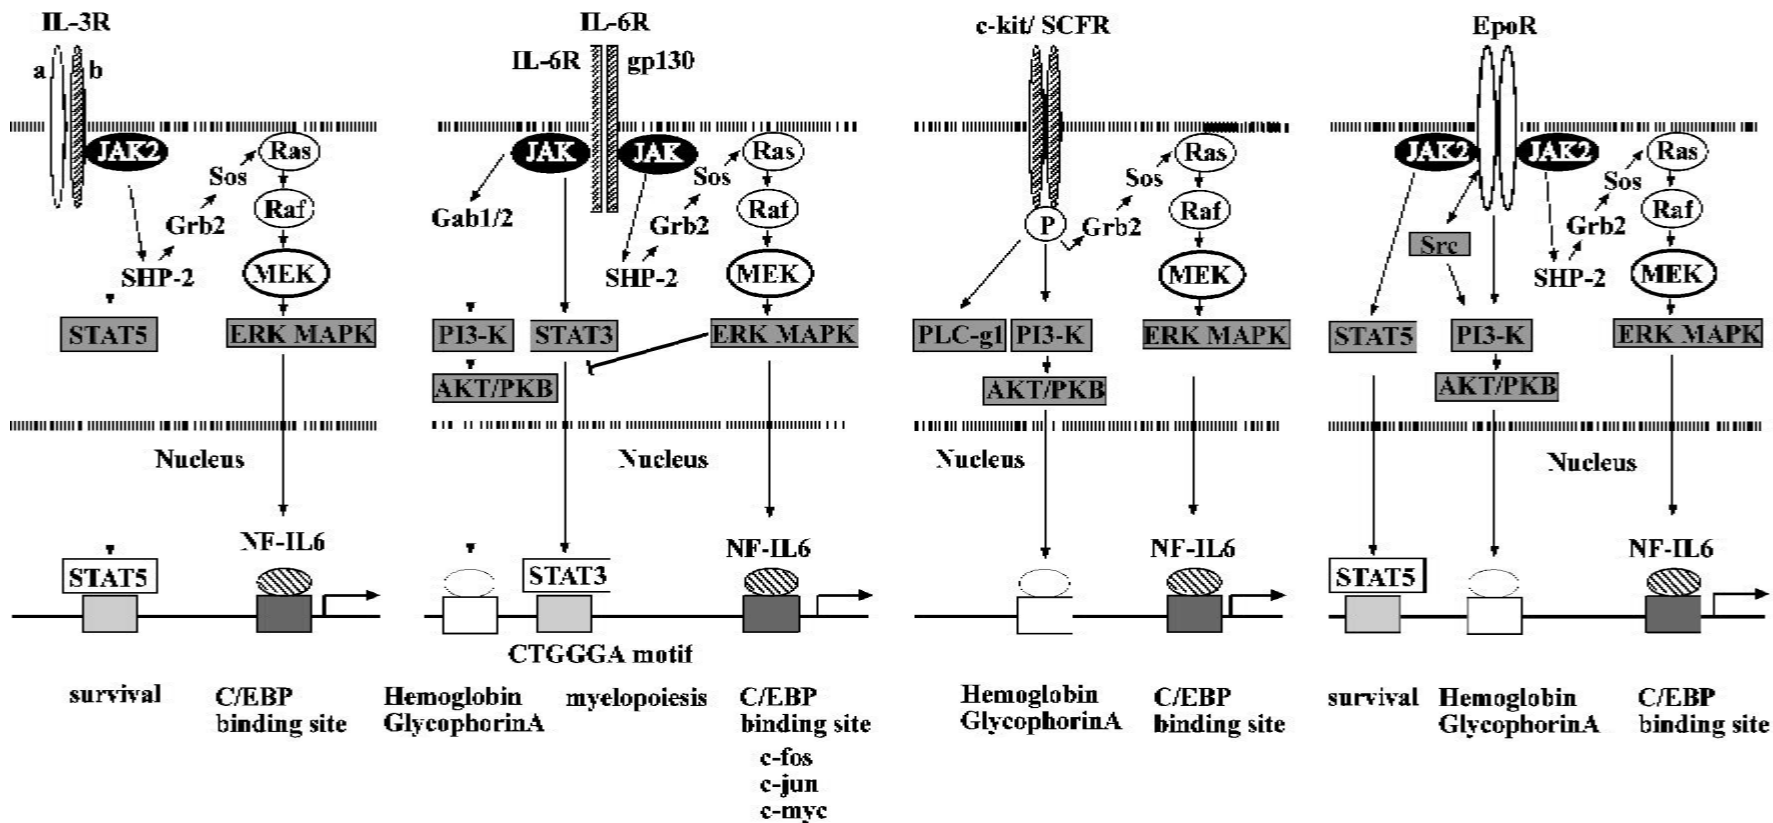 IL-3R
a
b
JAK2
Ras
Sos
Raf
Grb2
SHP-2
MEK
STAT5
ERK MAPK
Nucleus
NF-IL6
STAT5
survival
C/EBP
binding site
IL-6R
IL-6R
gp130
JAK
JAK
Ras
Sos
Gab1/2
Raf
Grb2
SHP-2
MEK
PI3-K
STAT3
ERK MAPK
AKT/PKB
Nucleus
NF-IL6
STAT3
CTGGGA motif
Hemoglobin
GlycophorinA
myelopoiesis
C/EBP
binding site
c-fos
c-jun
c-myc
c-kit/ SCFR
Ras
Sos
Raf
P
Grb2
MEK
PLC-g1
PI3-K
ERK MAPK
AKT/PKB
Nucleus
NF-IL6
Hemoglobin
GlycophorinA
C/EBP
binding site
EpoR
JAK2
JAK2
Ras
Sos
Raf
Grb2
Src
SHP-2
MEK
STAT5
PI3-K
ERK MAPK
AKT/PKB
Nucleus
NF-IL6
STAT5
survival
Hemoglobin
GlycophorinA
C/EBP
binding site